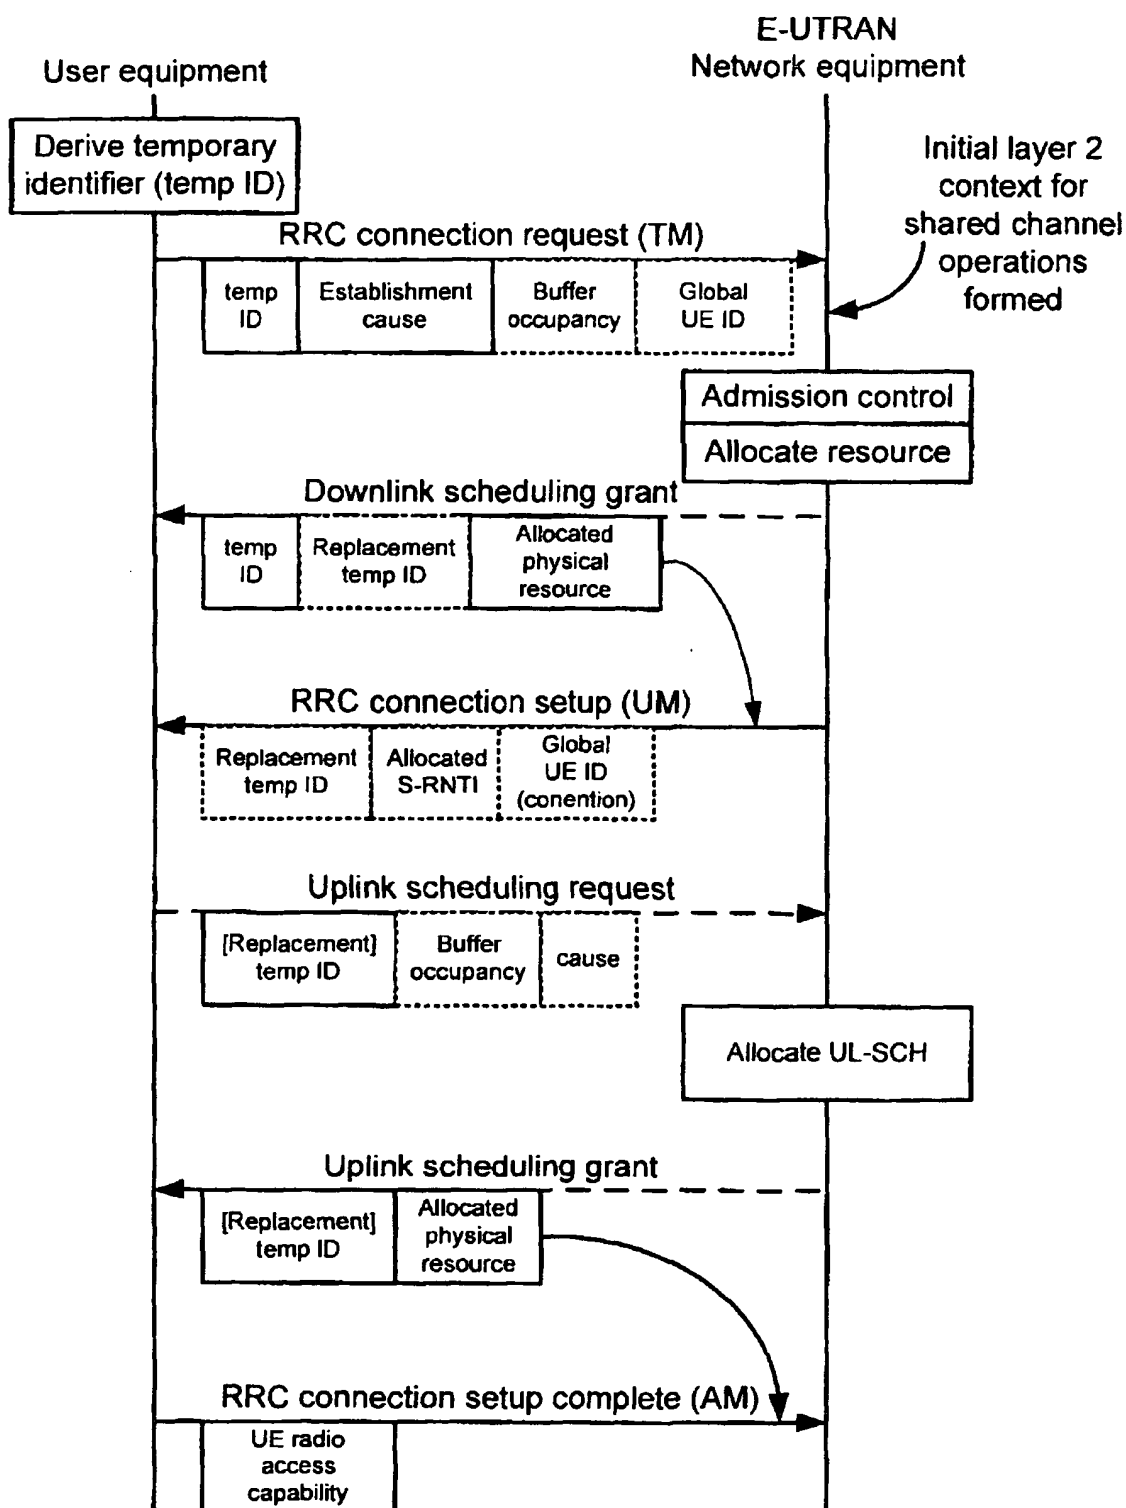 E-UTRAN
User equipment
Network equipment
Derive temporary
identifier (temp ID)
Initial layer 2
context for
shared channel
operations
formed
RRC connection request (TM)
temp
ID
Establishment
cause
Buffer
occupancy
Global
UE ID
Admission control
Allocate resource
Downlink scheduling grant
temp
ID
Replacement
temp ID
Allocated
physical
resource
RRC connection setup (UM)
Replacement
temp ID
Allocated
S-RNTI
Global
UE ID
(conention)
Uplink scheduling request
[Replacement]
temp ID
Buffer
occupancy
cause
Allocate UL-SCH
Uplink scheduling grant
[Replacement]
temp ID
Allocated
physical
resource
RRC connection setup complete (AM)
UE radio
access
capability